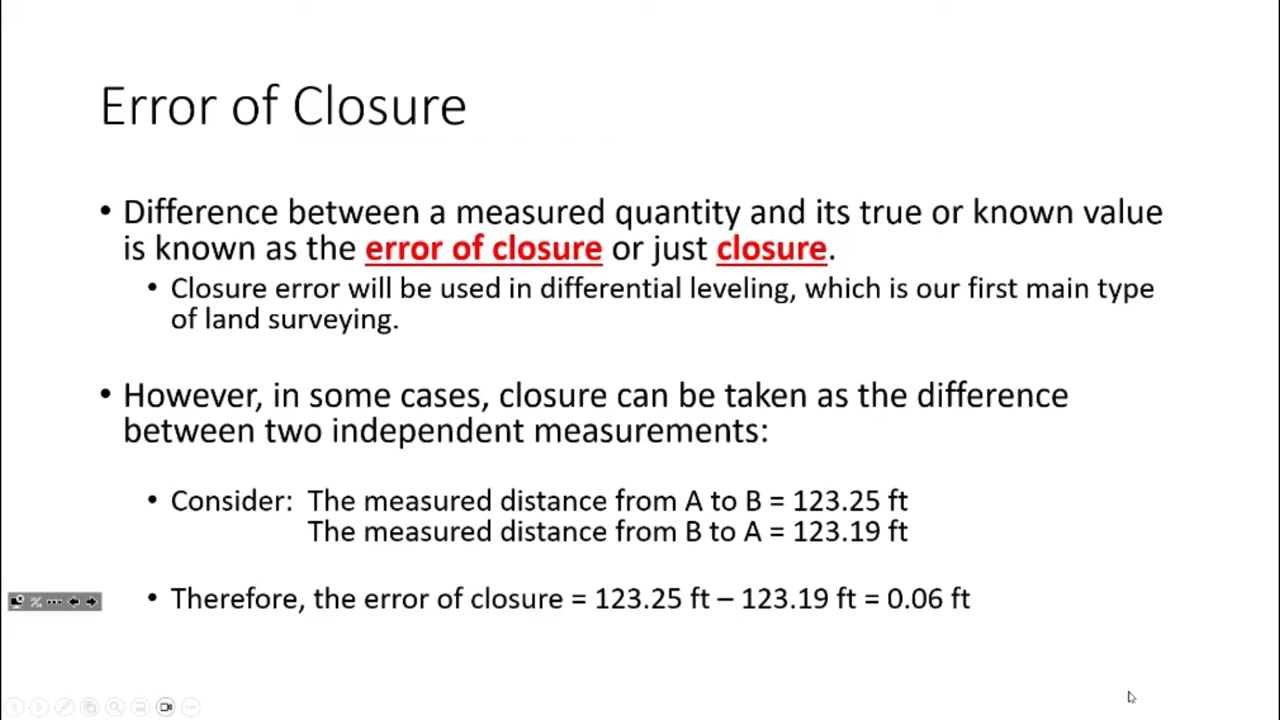 Error of Closure
• Difference between a measured quantity and its true or known value
is known as the error of closure or just closure.
• Closure error will be used in differential leveling, which is our first main type
of land surveying.
• However, in some cases, closure can be taken as the difference
between two independent measurements:
• Consider: The measured distance from A to B = 123.25 ft
The measured distance from B to A = 123.19 ft
• Therefore, the error of closure = 123.25 ft – 123.19 ft = 0.06 ft